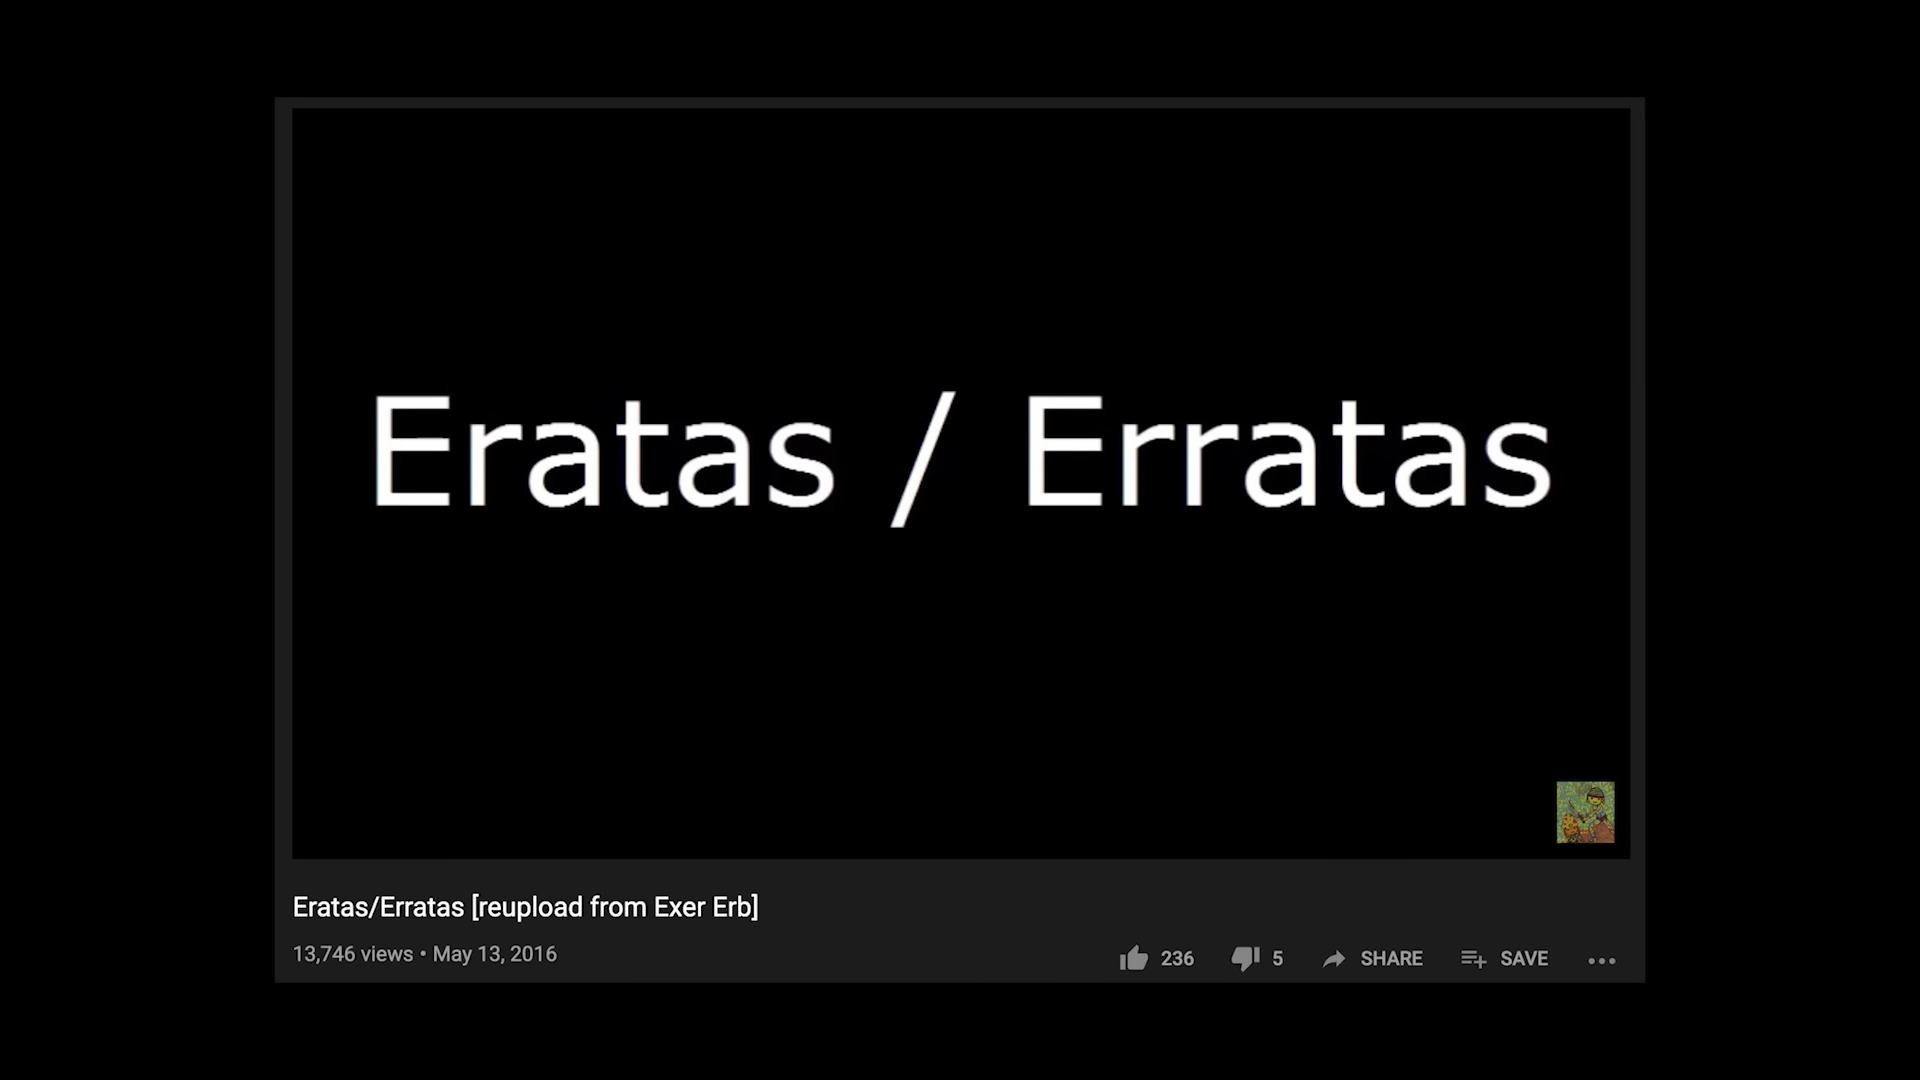 Eratas / Erratas
Eratas/Erratas [reupload from Exer Erb]
13,746 views • May 13, 2016
236 5 SHARE SAVE